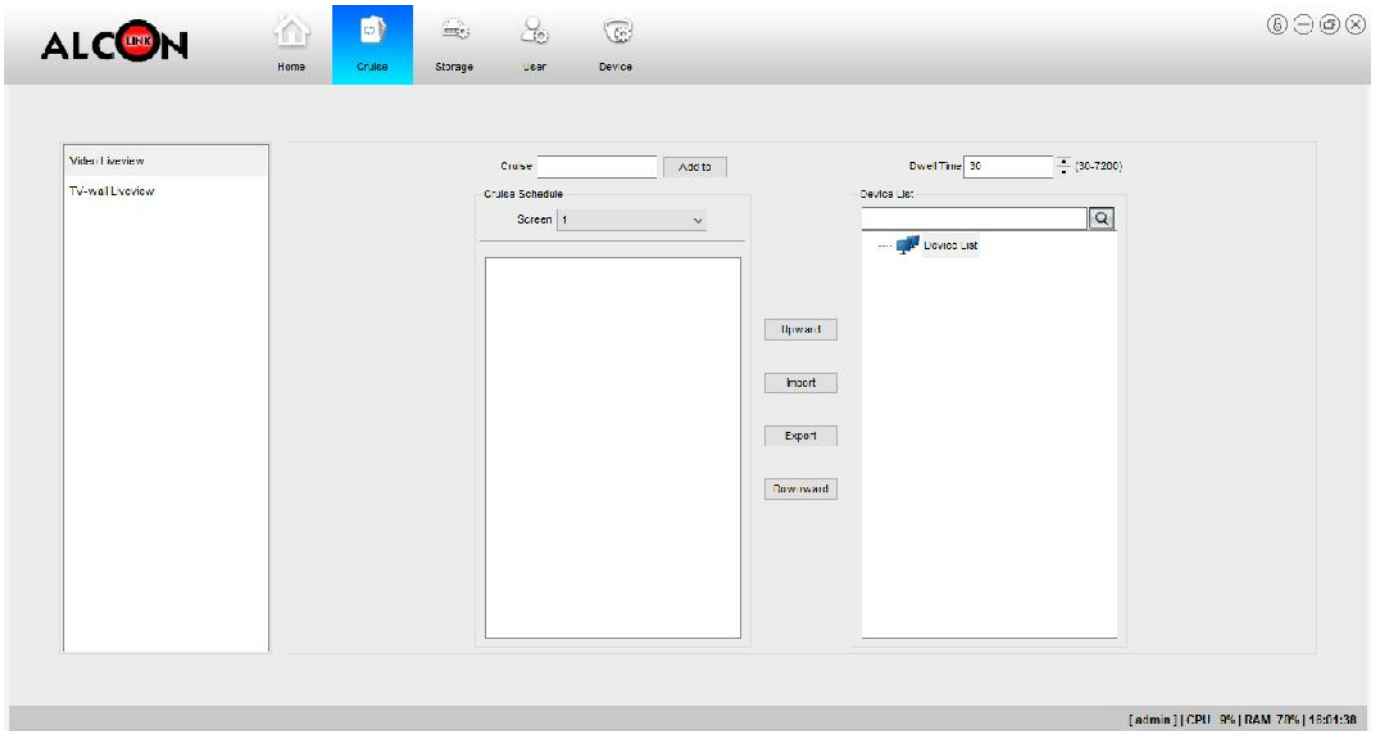 ALCON LINK
Home Cruise Storage User Device
Video Liveview
TV-wall Liveview
Cruise Add to Dwell Time 30 (30-7200)
Cruise Schedule Device List
Screen 1
Device List
Upward
Import
Export
Downward
[ admin ] | CPU 9% | RAM 78% | 16:01:38